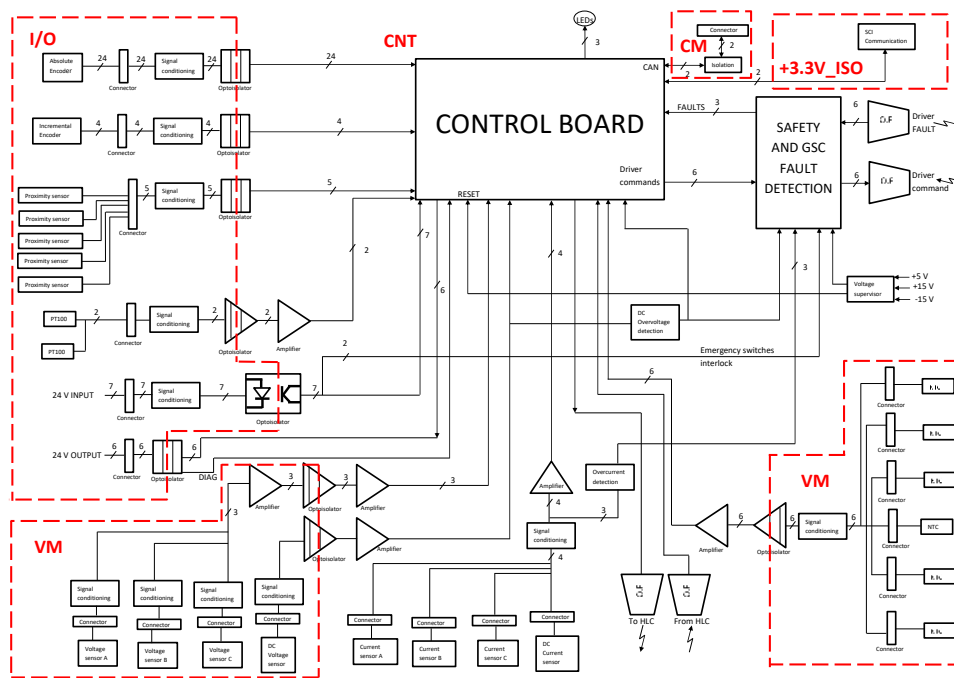 I/O
CNT
LEDs
3
CM
Connector
2
Isolation
SCI
Communication
+3.3V_ISO
Absolute
Encoder
24
24
Connector
Signal
conditioning
24
24
Optoisolator
CAN
2
2
CONTROL BOARD
FAULTS
3
SAFETY
AND GSC
FAULT
DETECTION
6
Driver
FAULT
Incremental
Encoder
4
4
Connector
Signal
conditioning
4
4
Optoisolator
Driver
commands
6
6
Driver
command
Proximity sensor
Proximity sensor
Proximity sensor
Proximity sensor
Proximity sensor
Connector
5
Signal
conditioning
5
5
Optoisolator
RESET
7
6
2
4
3
Voltage
supervisor
+5 V
+15 V
-15 V
PT100
PT100
2
Connector
Signal
conditioning
2
Optoisolator
2
Amplifier
DC
Overvoltage
detection
2
Emergency switches
interlock
24 V INPUT
7
7
Connector
Signal
conditioning
7
Optoisolator
7
6
24 V OUTPUT
6
6
Connector
Optoisolator
6
DIAG
VM
3
Amplifier
3
Optoisolator
3
Amplifier
3
Optoisolator
Amplifier
Signal
conditioning
Connector
Voltage
sensor A
Signal
conditioning
Connector
Voltage
sensor B
Signal
conditioning
Connector
Voltage
sensor C
Signal
conditioning
Connector
DC
Voltage
sensor
Amplifier
4
Signal
conditioning
4
3
Overcurrent
detection
Connector
Current
sensor A
Connector
Current
sensor B
Connector
Current
sensor C
Connector
DC
Current
sensor
To HLC
From HLC
Amplifier
6
Optoisolator
6
Signal
conditioning
6
VM
Connector
Connector
Connector
Connector
NTC
Connector
Connector